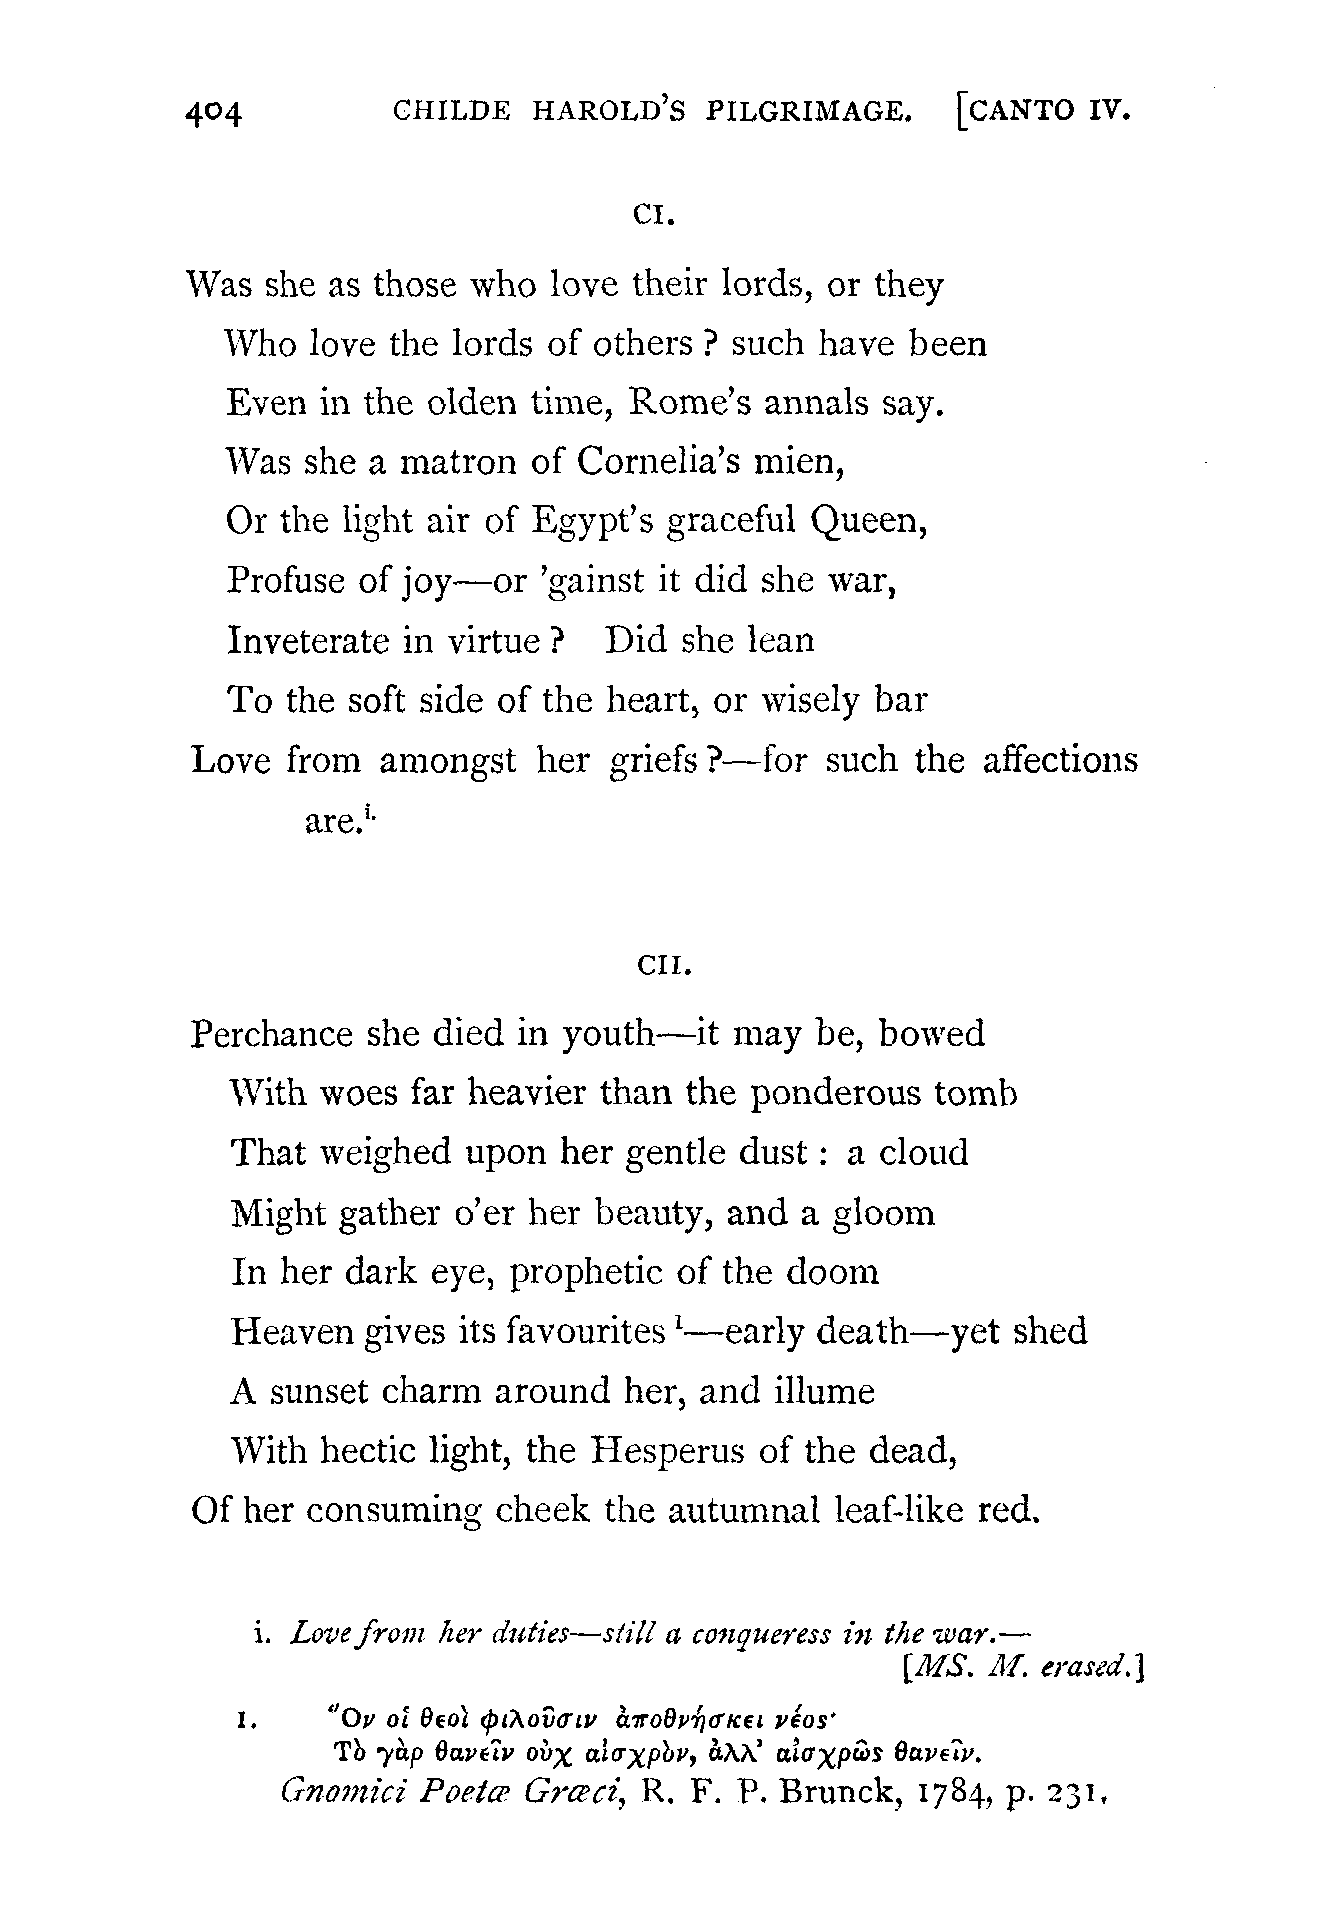 404 CHILDE HAROLD'S PILGRIMAGE. [CANTO IV.
CI.
Was she as those who love their lords, or they
Who love the lords of others? such have been
Even in the olden time, Rome's annals say.
Was she a matron of Cornelia's mien,
Or the light air of Egypt's graceful Queen,
Profuse of joy—or 'gainst it did she war,
Inveterate in virtue? Did she lean
To the soft side of the heart, or wisely bar
Love from amongst her griefs?—for such the affections
are.i.
CII.
Perchance she died in youth—it may be, bowed
With woes far heavier than the ponderous tomb
That weighed upon her gentle dust: a cloud
Might gather o'er her beauty, and a gloom
In her dark eye, prophetic of the doom
Heaven gives its favourites 1—early death—yet shed
A sunset charm around her, and illume
With hectic light, the Hesperus of the dead,
Of her consuming cheek the autumnal leaf-like red.
i. Love from her duties—still a conqueress in the war.—
[MS. M. erased.]
1. "Ον οἱ θεοὶ φιλοῦσιν ἀποθνήσκει νέος·
Τὸ γὰρ θανεῖν οὐχ αἰσχρὸν, ἀλλ' αἰσχρῶς θανεῖν.
Gnomici Poetæ Græci, R. F. P. Brunck, 1784, p. 231.